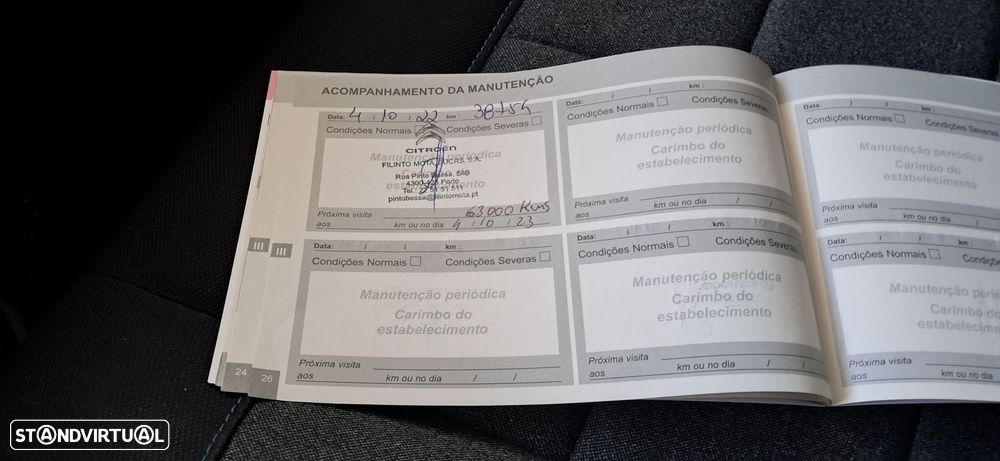 ACOMPANHAMENTO DA MANUTENÇÃO
Data: 4 / 10 / 22 km : 38154
Condições Normais Condições Severas
CITROËN
Manutenção periódica
FILINTO MOTA, SUCRS, S.A.
Rua Pinto Bessa,
Porto
estabelecimento
pintobessa@filintomota.pt
Próxima visita 63000 Kms
aos km ou no dia 4 / 10 / 23
Data: / / km :
Condições Normais Condições Severas
Manutenção periódica
Carimbo do
estabelecimento
Próxima visita
aos km ou no dia / /
Data: / / km :
Condições Normais Condições Severas
Manutenção periódica
Carimbo do
estabelecimento
Próxima visita
aos km ou no dia / /
Data: / / km :
Condições Normais Condições Severas
Manutenção periódica
Carimbo do
estabelecimento
Próxima visita
aos km ou no dia / /
Data: / / km :
Condições Normais Condições Severas
Manutenção periódica
Carimbo do
estabelecimento
Próxima visita
aos km ou no dia
Data: / / km :
Condições Normais
Carimbo do
Próxima visita
aos km ou no dia /
III
III
24
26
STANDVIRTUAL